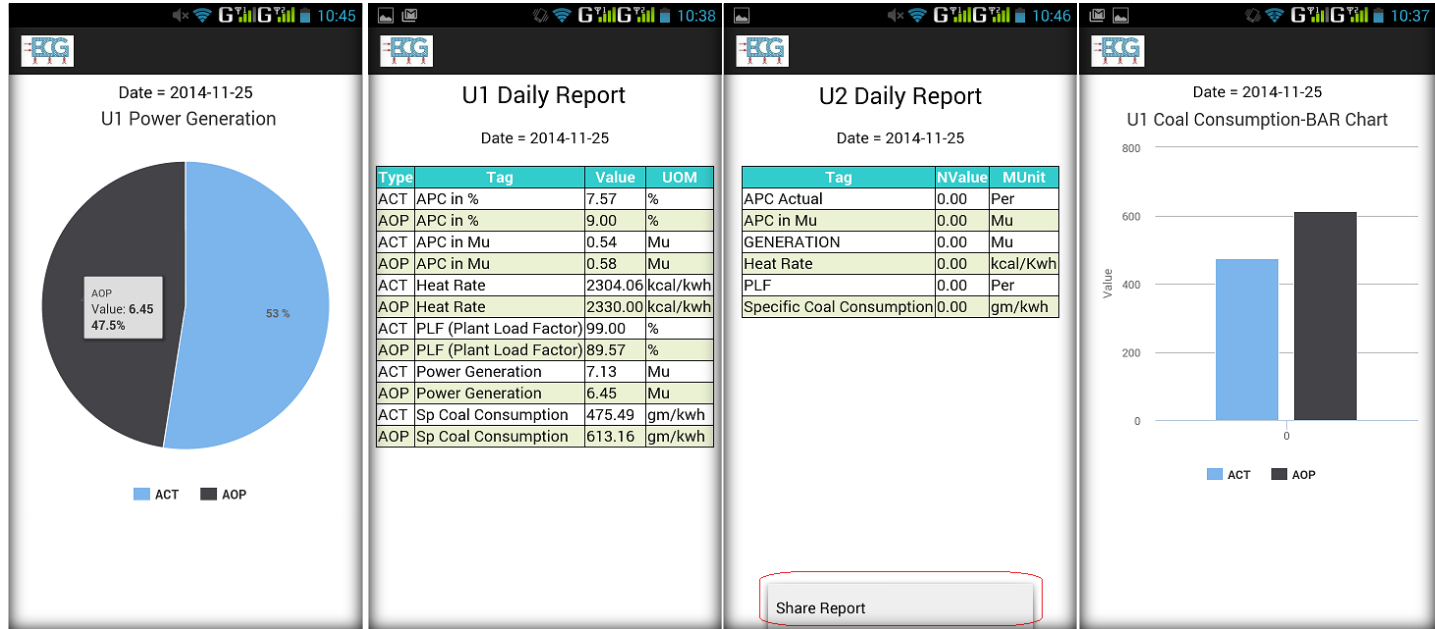 10:45
ECG
Date = 2014-11-25
U1 Power Generation
AOP
Value: 6.45
47.5%
53 %
ACT AOP
10:38
ECG
U1 Daily Report
Date = 2014-11-25
Type Tag Value UOM
ACT APC in % 7.57 %
AOP APC in % 9.00 %
ACT APC in Mu 0.54 Mu
AOP APC in Mu 0.58 Mu
ACT Heat Rate 2304.06 kcal/kwh
AOP Heat Rate 2330.00 kcal/kwh
ACT PLF (Plant Load Factor) 99.00 %
AOP PLF (Plant Load Factor) 89.57 %
ACT Power Generation 7.13 Mu
AOP Power Generation 6.45 Mu
ACT Sp Coal Consumption 475.49 gm/kwh
AOP Sp Coal Consumption 613.16 gm/kwh
10:46
ECG
U2 Daily Report
Date = 2014-11-25
Tag NValue MUnit
APC Actual 0.00 Per
APC in Mu 0.00 Mu
GENERATION 0.00 Mu
Heat Rate 0.00 kcal/Kwh
PLF 0.00 Per
Specific Coal Consumption 0.00 gm/kwh
Share Report
10:37
ECG
Date = 2014-11-25
U1 Coal Consumption-BAR Chart
800
600
400
200
0
Value
0
ACT AOP